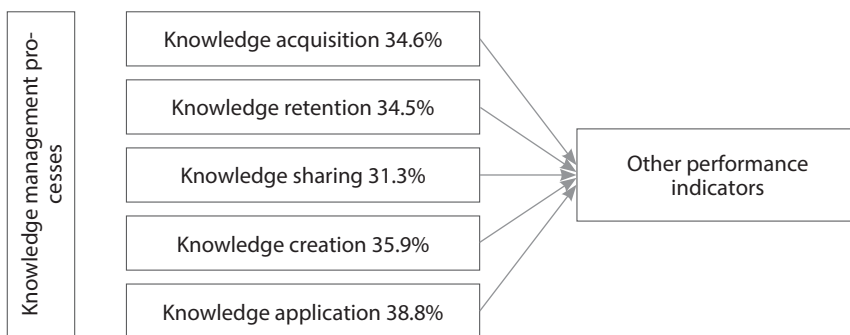 Knowledge management pro-
cesses
Knowledge acquisition 34.6%
Knowledge retention 34.5%
Knowledge sharing 31.3%
Knowledge creation 35.9%
Knowledge application 38.8%
Other performance
indicators